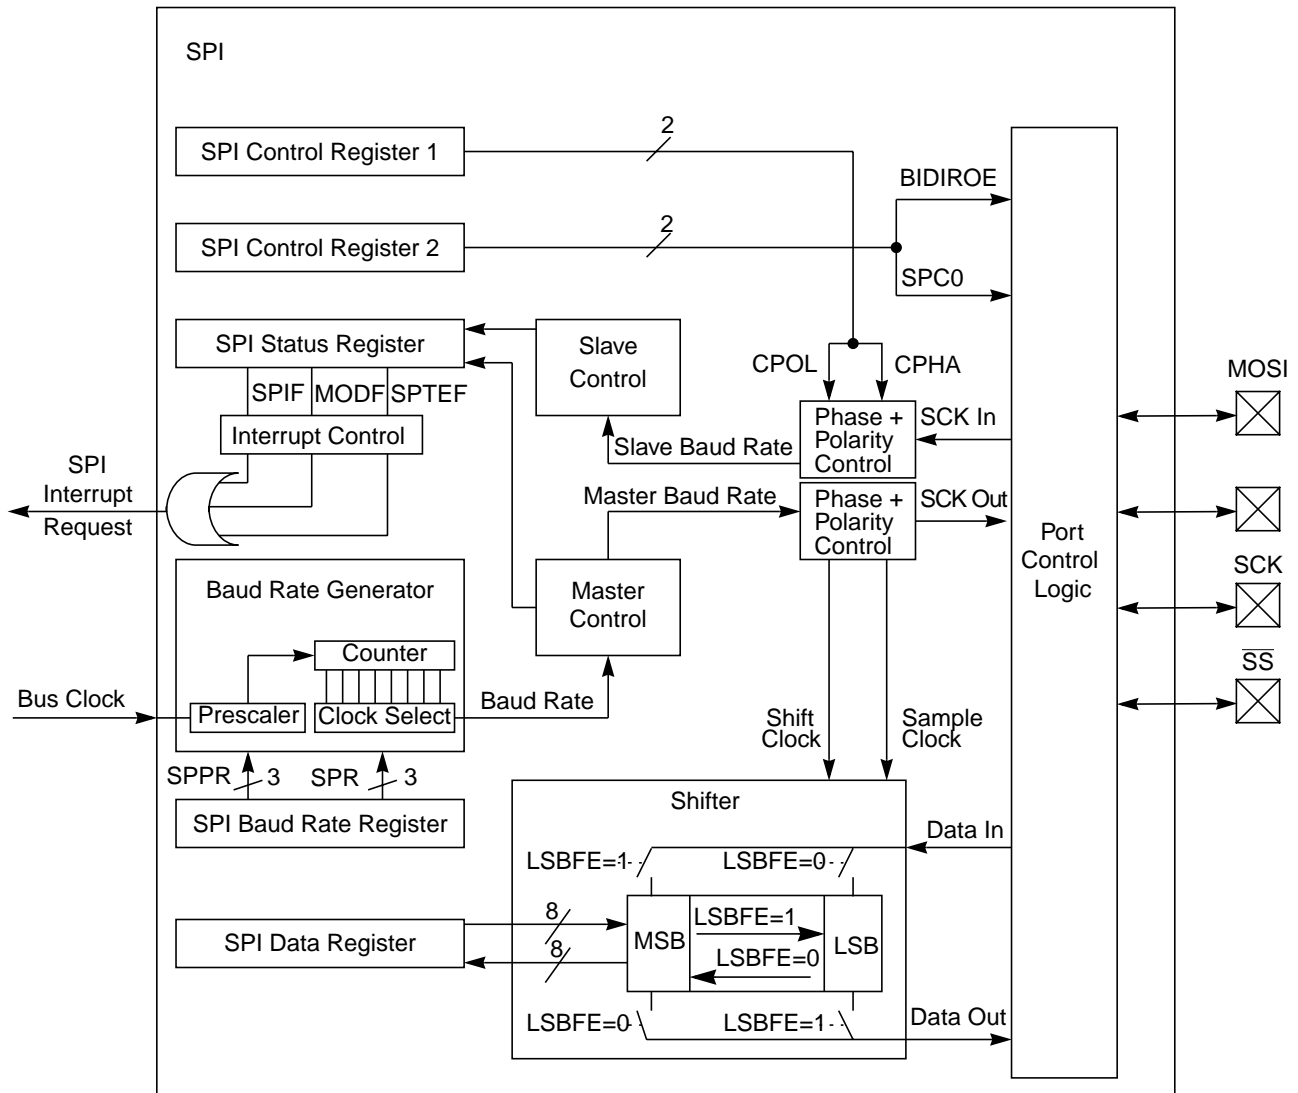 SPI
SPI Control Register 1
2
BIDIROE
SPI Control Register 2
2
SPC0
SPI Status Register
Slave
Control
CPOL
CPHA
MOSI
SPIF
MODF
SPTEF
Interrupt Control
Phase +
Polarity
Control
SCK In
Slave Baud Rate
SPI
Interrupt
Request
Master Baud Rate
Phase +
Polarity
Control
SCK Out
Port
Control
Logic
SCK
Baud Rate Generator
Master
Control
Counter
SS
Bus Clock
Prescaler
Clock Select
Baud Rate
Shift
Clock
Sample
Clock
SPPR
3
SPR
3
SPI Baud Rate Register
Shifter
Data In
LSBFE=1
LSBFE=0
SPI Data Register
8
8
MSB
LSBFE=1
LSBFE=0
LSB
LSBFE=0
LSBFE=1
Data Out